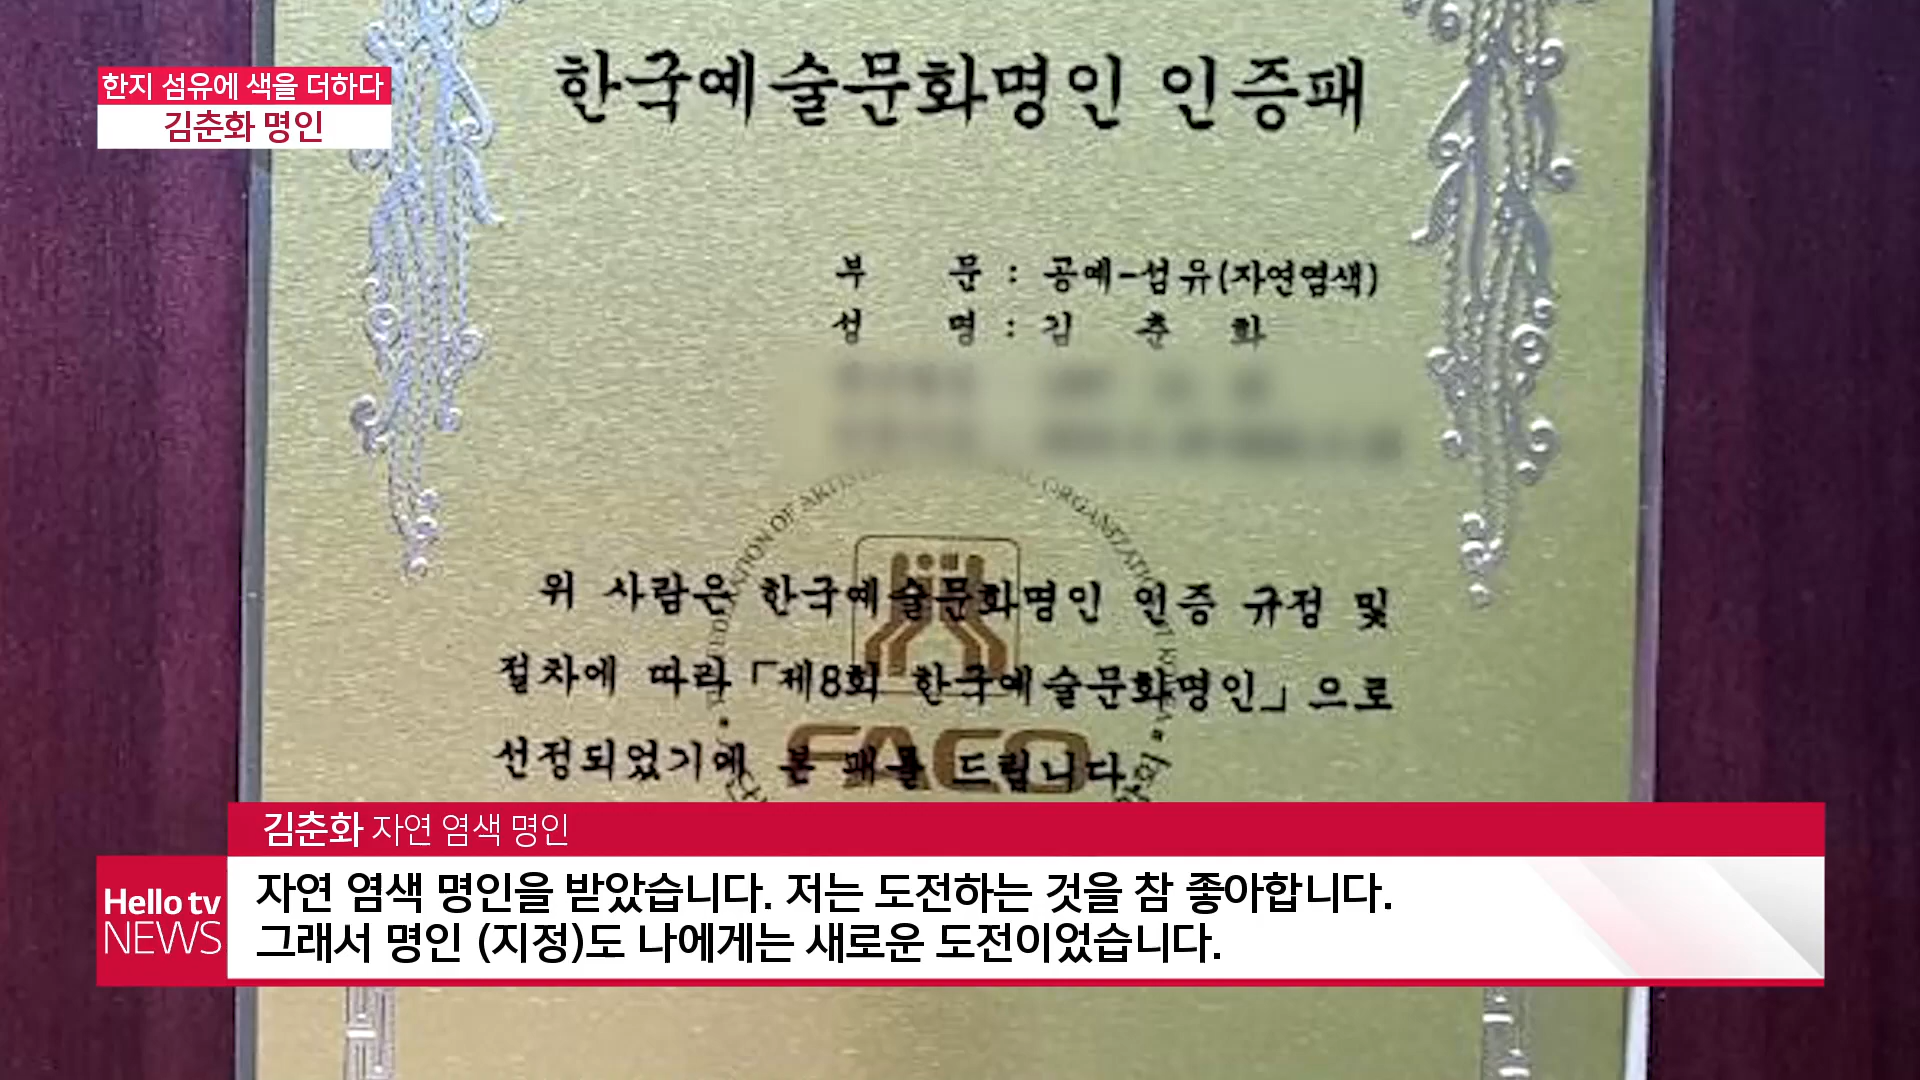 한지 섬유에 색을 더하다
김춘화 명인
한국예술문화명인 인증패
부 문 : 공예-섬유(자연염색)
성 명 : 김 춘 화
ORGANIZATION
위 사람은 한국예술문화명인 인증 규정 및
절차에 따라 「제8회 한국예술문화명인」으로
선정되었기에 본 패를 드립니다.
FACO
김춘화 자연 염색 명인
Hello tv
NEWS
자연 염색 명인을 받았습니다. 저는 도전하는 것을 참 좋아합니다.
그래서 명인 (지정)도 나에게는 새로운 도전이었습니다.